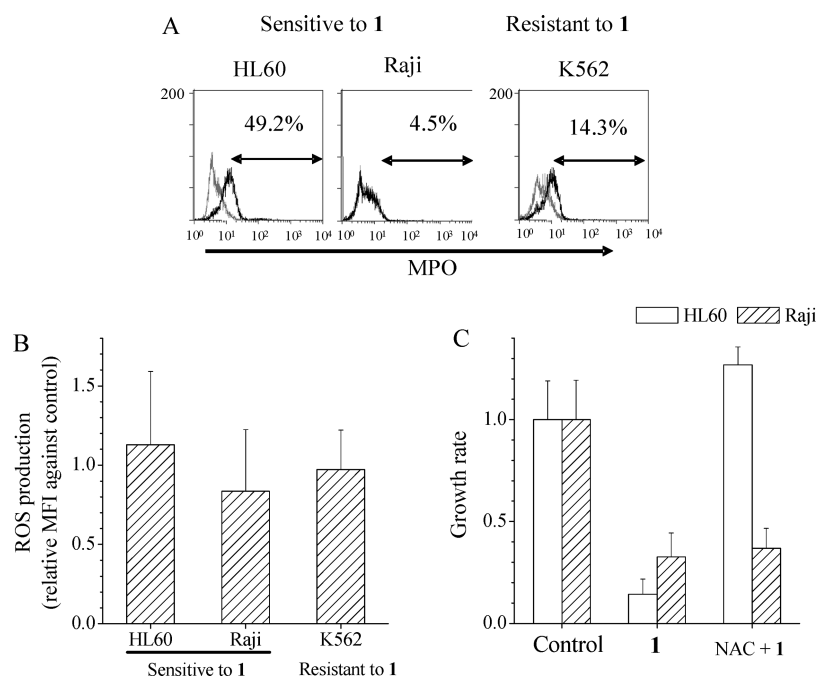 A
Sensitive to 1
Resistant to 1
HL60
Raji
K562
200
200
49.2%
4.5%
14.3%
10⁰ 10¹ 10² 10³ 10⁴
10⁰ 10¹ 10² 10³ 10⁴
10⁰ 10¹ 10² 10³ 10⁴
MPO
B
ROS production
(relative MFI against control)
1.5
1.0
0.5
0.0
HL60
Raji
K562
Sensitive to 1
Resistant to 1
C
HL60
Raji
Growth rate
1.0
0.5
0.0
Control
1
NAC + 1